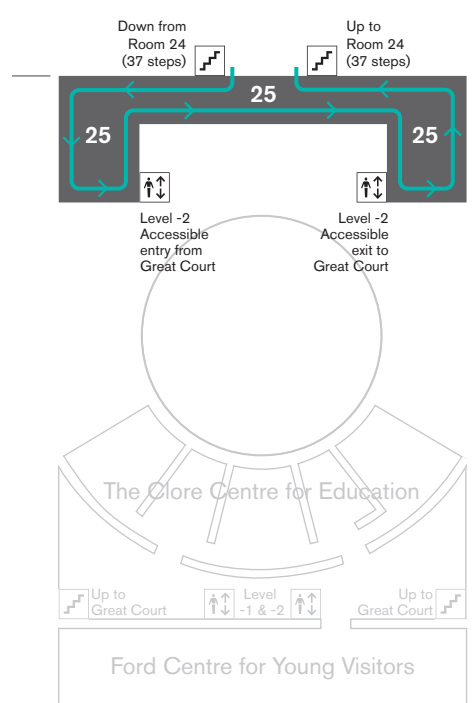 Down from
Room 24
(37 steps)
Up to
Room 24
(37 steps)
25
25
25
Level -2
Accessible
entry from
Great Court
Level -2
Accessible
exit to
Great Court
The Clore Centre for Education
Up to
Great Court
Level
-1 & -2
Up to
Great Court
Ford Centre for Young Visitors